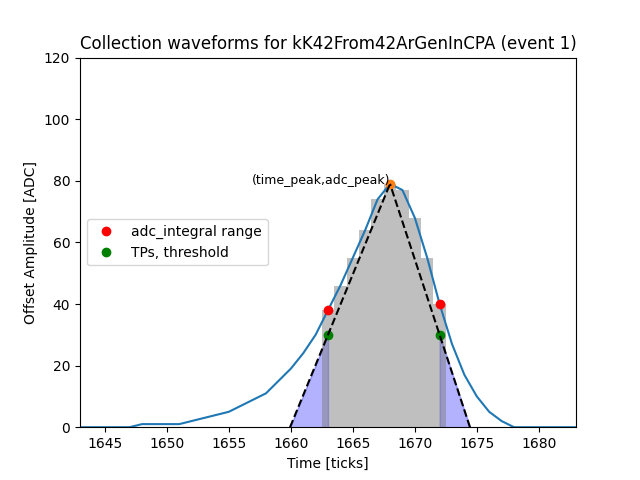 Collection waveforms for kK42From42ArGenInCPA (event 1)
120
100
80
60
40
20
0
Offset Amplitude [ADC]
(time_peak,adc_peak)
adc_integral range
TPs, threshold
1645 1650 1655 1660 1665 1670 1675 1680
Time [ticks]